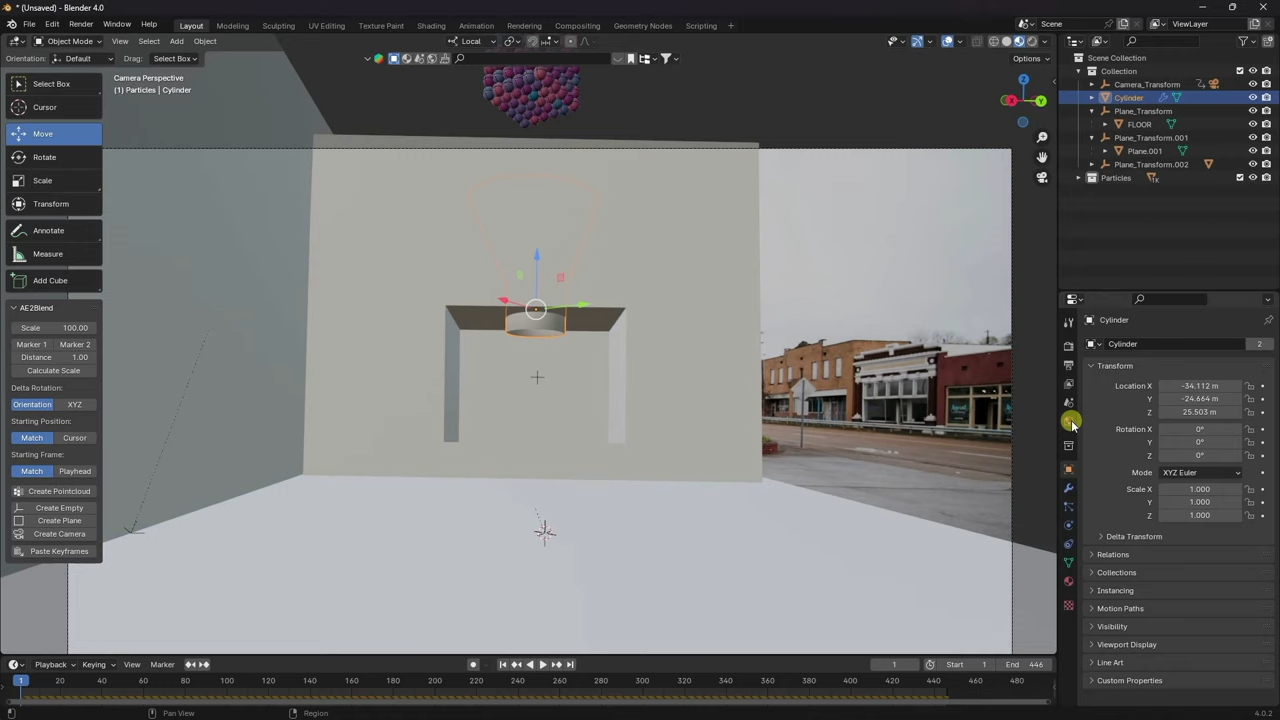 * (Unsaved) - Blender 4.0
File Edit Render Window Help Layout Modeling Sculpting UV Editing Texture Paint Shading Animation Rendering Compositing Geometry Nodes Scripting + Scene ViewLayer
Object Mode View Select Add Object Local
Orientation: Default Drag: Select Box Options
Camera Perspective
(1) Particles | Cylinder
Select Box
Cursor
Move
Rotate
Scale
Transform
Annotate
Measure
Add Cube
AE2Blend
Scale 100.00
Marker 1 Marker 2
Distance 1.00
Calculate Scale
Delta Rotation:
Orientation XYZ
Starting Position:
Match Cursor
Starting Frame:
Match Playhead
Create Pointcloud
Create Empty
Create Plane
Create Camera
Paste Keyframes
Z
X Y
Scene Collection
Collection
Camera_Transform
Cylinder
Plane_Transform
FLOOR
Plane_Transform.001
Plane.001
Plane_Transform.002
Particles 1K
Cylinder
Cylinder 2
Transform
Location X -34.112 m
Y -24.664 m
Z 25.503 m
Rotation X 0°
Y 0°
Z 0°
Mode XYZ Euler
Scale X 1.000
Y 1.000
Z 1.000
Delta Transform
Relations
Collections
Instancing
Motion Paths
Visibility
Viewport Display
Line Art
Custom Properties
Playback Keying View Marker 1 Start 1 End 446
1 20 40 60 80 100 120 140 160 180 200 220 240 260 280 300 320 340 360 380 400 420 440 460 480
Pan View Region 4.0.2